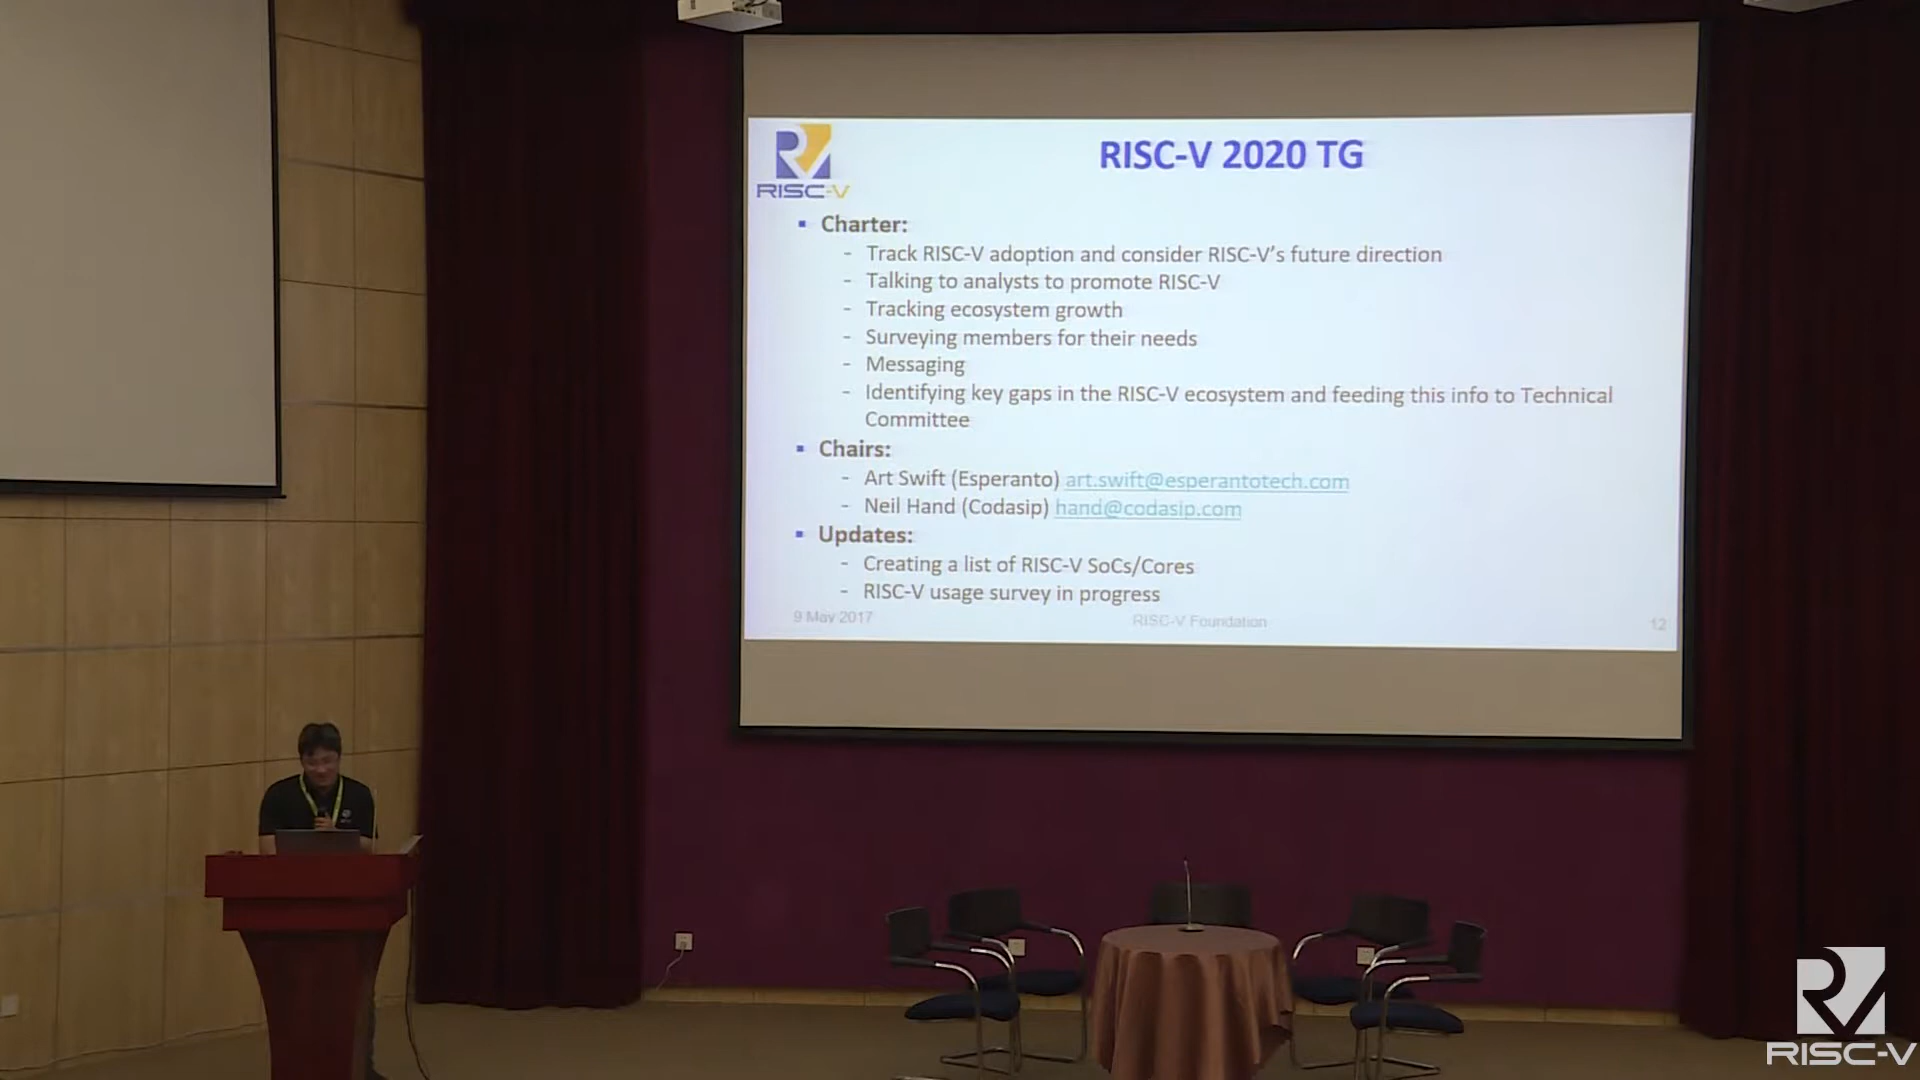 RISC-V
RISC-V 2020 TG
▪ Charter:
- Track RISC-V adoption and consider RISC-V's future direction
- Talking to analysts to promote RISC-V
- Tracking ecosystem growth
- Surveying members for their needs
- Messaging
- Identifying key gaps in the RISC-V ecosystem and feeding this info to Technical
Committee
▪ Chairs:
- Art Swift (Esperanto) art.swift@esperantotech.com
- Neil Hand (Codasip) hand@codasip.com
▪ Updates:
- Creating a list of RISC-V SoCs/Cores
- RISC-V usage survey in progress
9 May 2017
RISC-V Foundation
12
RISC-V